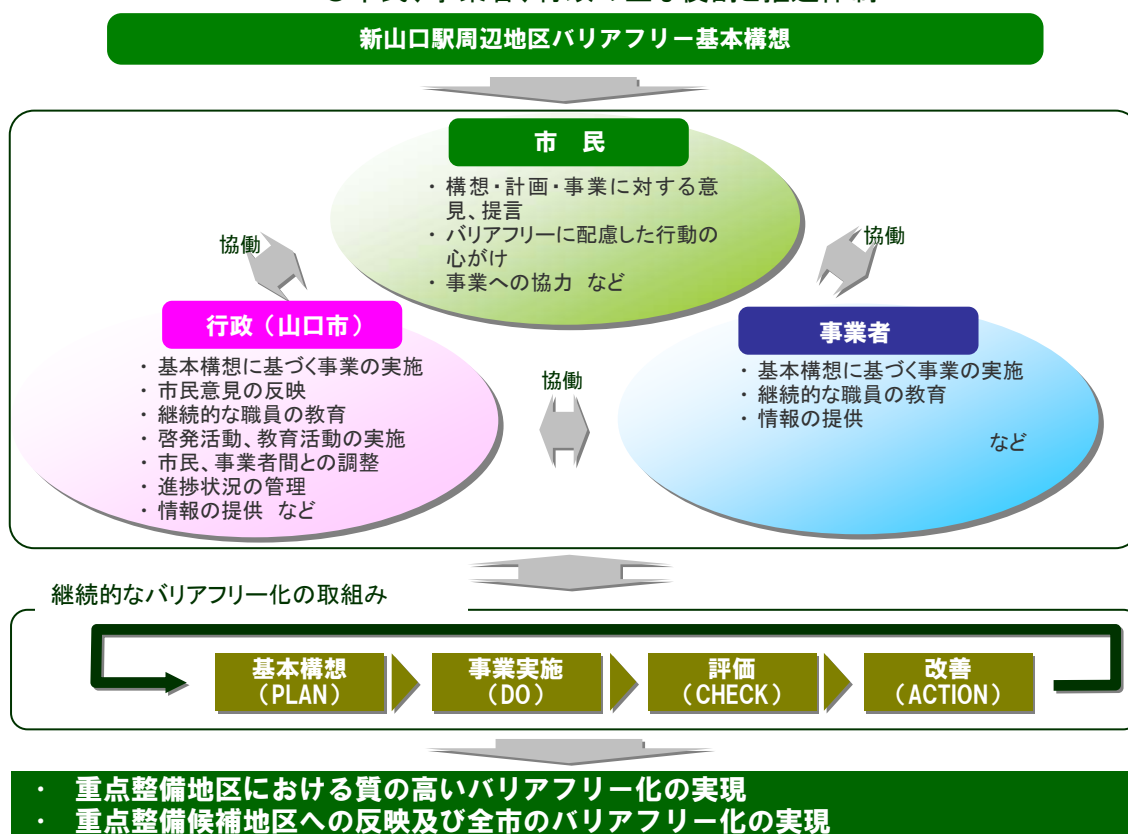 新山口駅周辺地区バリアフリー基本構想
市　民
・ 構想・計画・事業に対する意
見、提言
・ バリアフリーに配慮した行動の
心がけ
・ 事業への協力 など
協働
協働
行政（山口市）
・ 基本構想に基づく事業の実施
・ 市民意見の反映
・ 継続的な職員の教育
・ 啓発活動、教育活動の実施
・ 市民、事業者間との調整
・ 進捗状況の管理
・ 情報の提供 など
協働
事業者
・ 基本構想に基づく事業の実施
・ 継続的な職員の教育
・ 情報の提供
など
継続的なバリアフリー化の取組み
基本構想
（PLAN）
事業実施
（DO）
評価
（CHECK）
改善
（ACTION）
・ 重点整備地区における質の高いバリアフリー化の実現
・ 重点整備候補地区への反映及び全市のバリアフリー化の実現